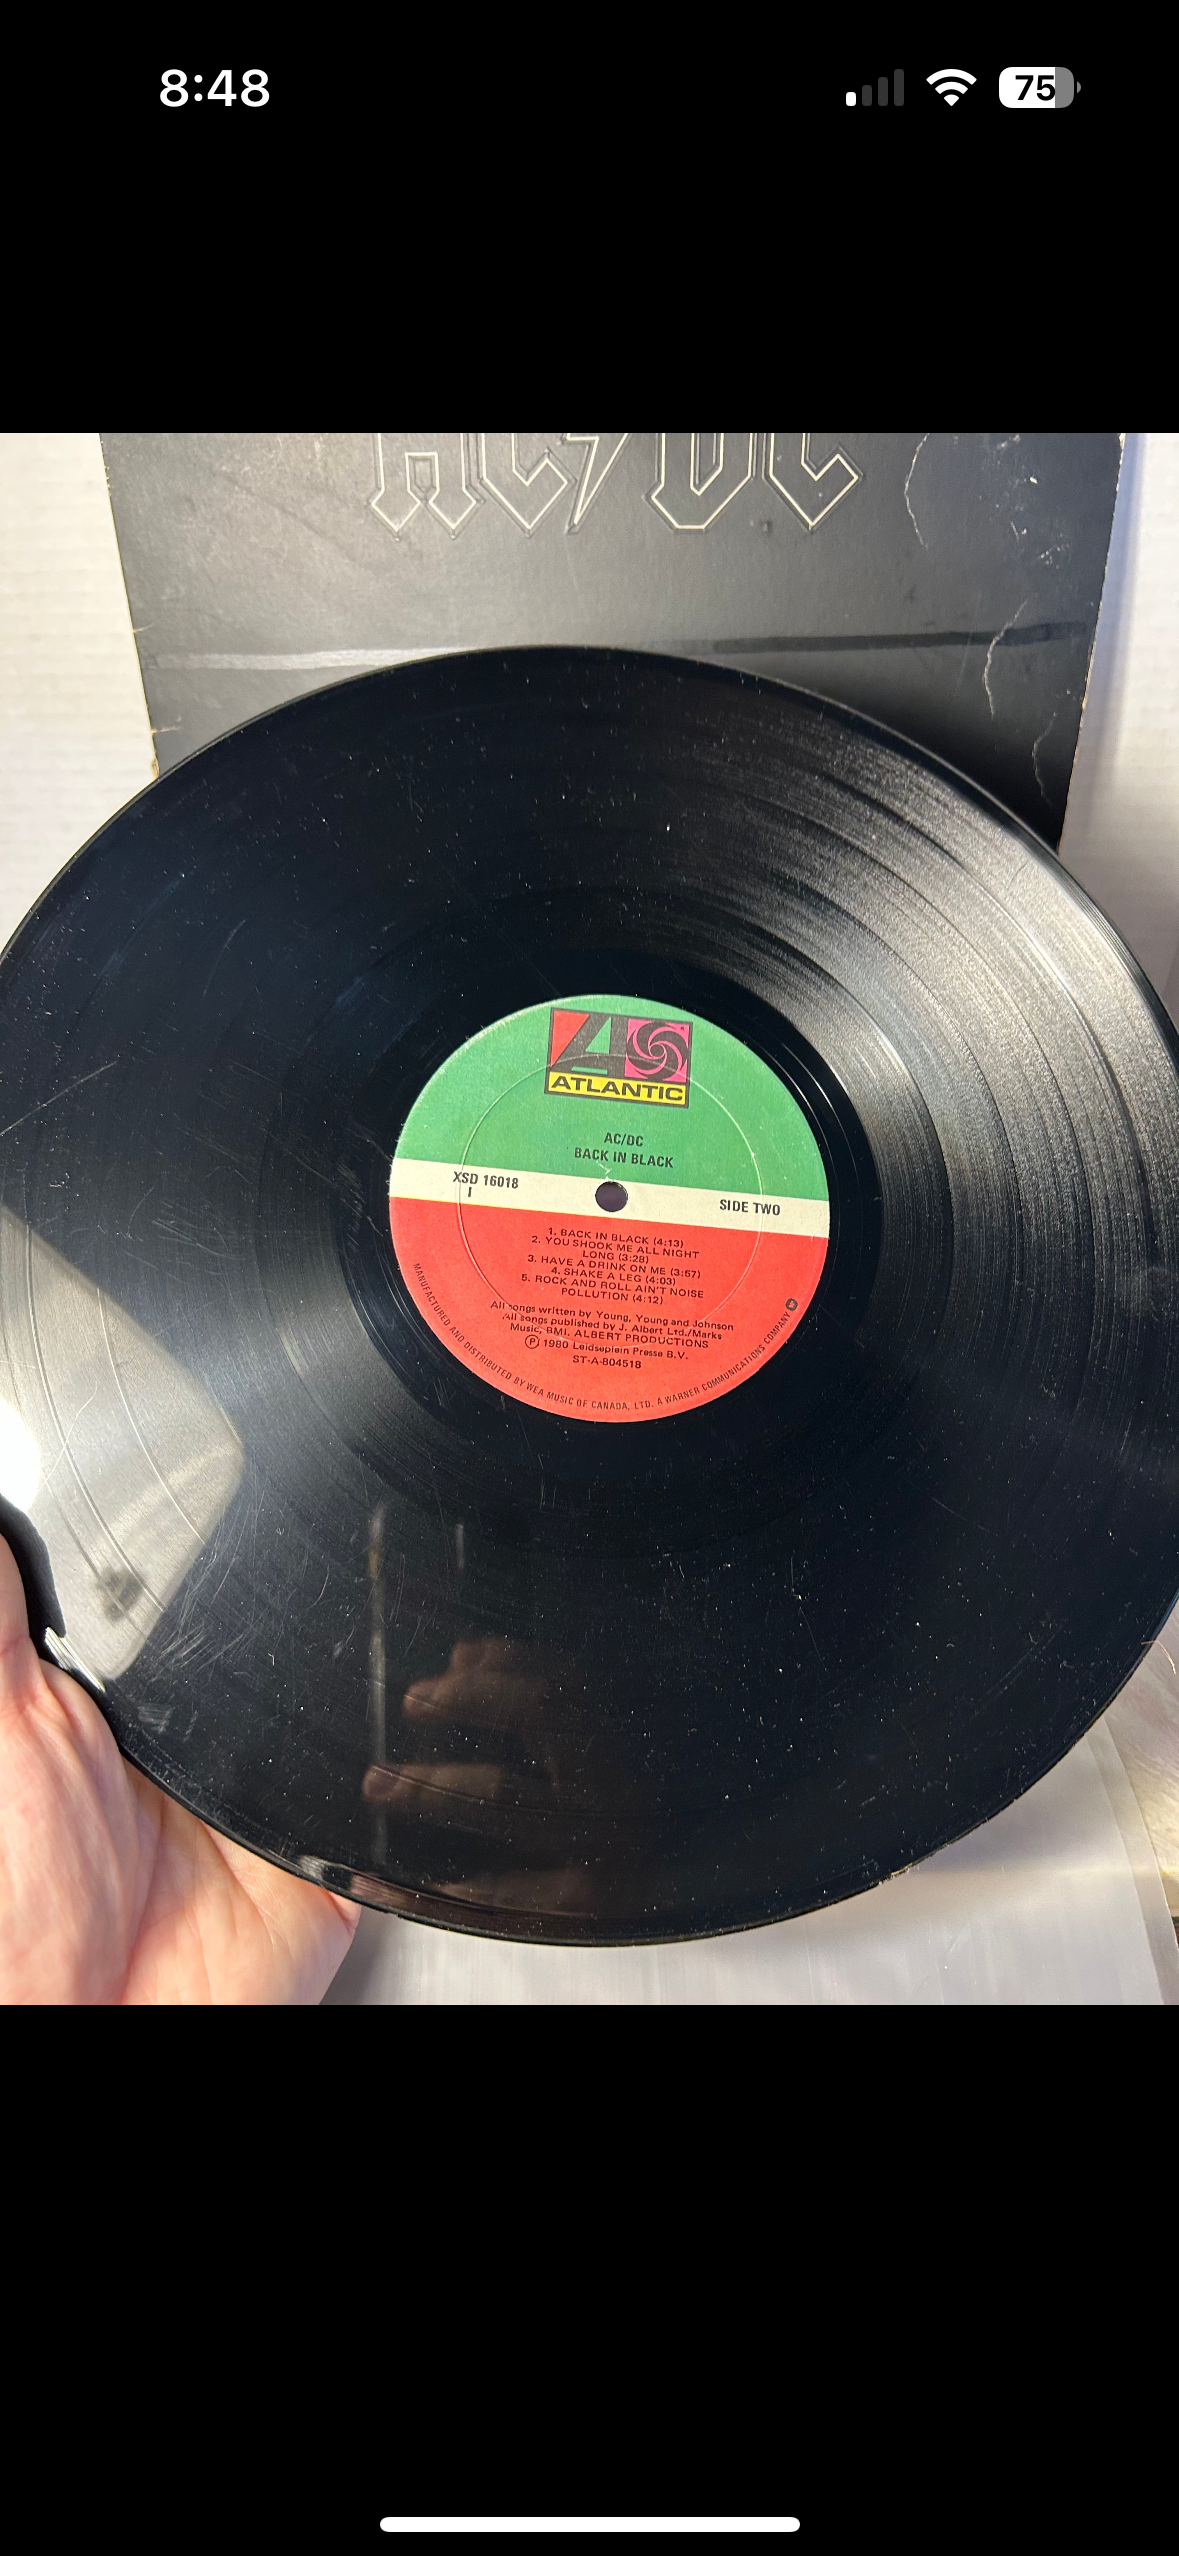 8:48
75
AC/DC
ATLANTIC
AC/DC
BACK IN BLACK
XSD 16018
I
SIDE TWO
1. BACK IN BLACK (4:13)
2. YOU SHOOK ME ALL NIGHT
LONG (3:28)
3. HAVE A DRINK ON ME (3:57)
4. SHAKE A LEG (4:03)
5. ROCK AND ROLL AIN'T NOISE
POLLUTION (4:12)
All songs written by Young, Young and Johnson
All songs published by J. Albert Ltd./Marks
Music, BMI. ALBERT PRODUCTIONS
Ⓟ 1980 Leidseplein Presse B.V.
ST-A-804518
MANUFACTURED AND DISTRIBUTED BY WEA MUSIC OF CANADA, LTD. A WARNER COMMUNICATIONS COMPANY